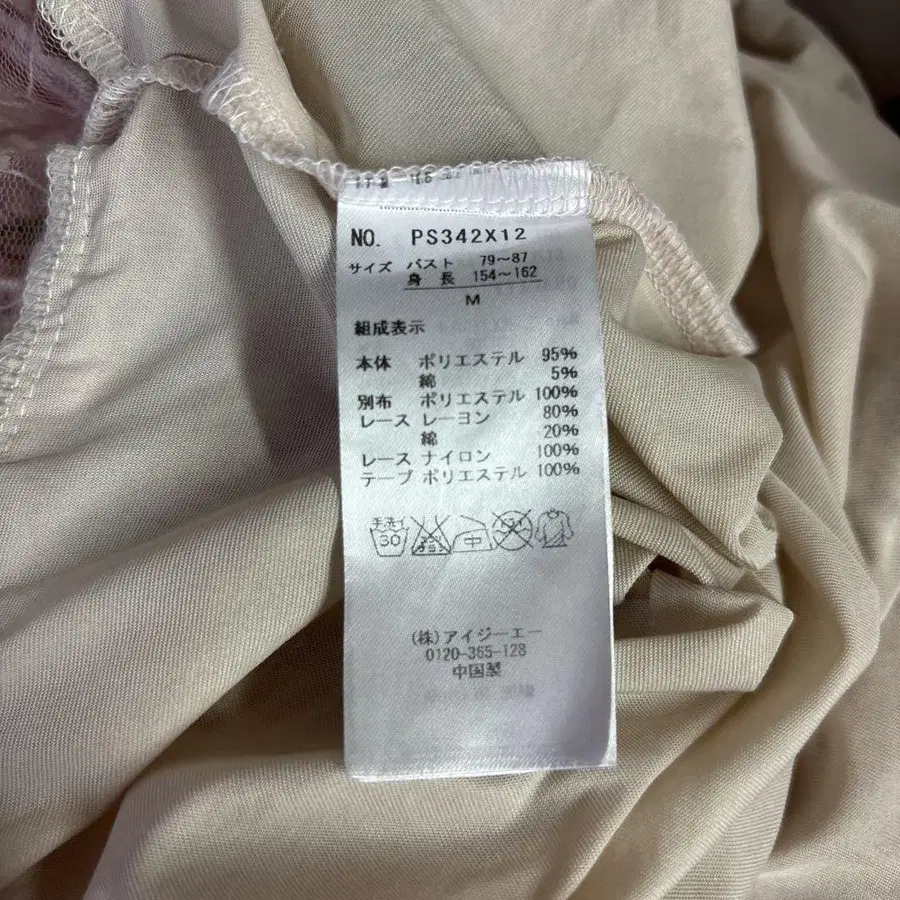 NO. PS342X12
サイズ バスト 79~87
身長 154~162
M
組成表示
本体 ポリエステル 95%
綿 5%
別布 ポリエステル 100%
レース レーヨン 80%
綿 20%
レース ナイロン 100%
テープ ポリエステル 100%
手洗イ
30
中
(株)アイジーエー
0120-365-128
中国製